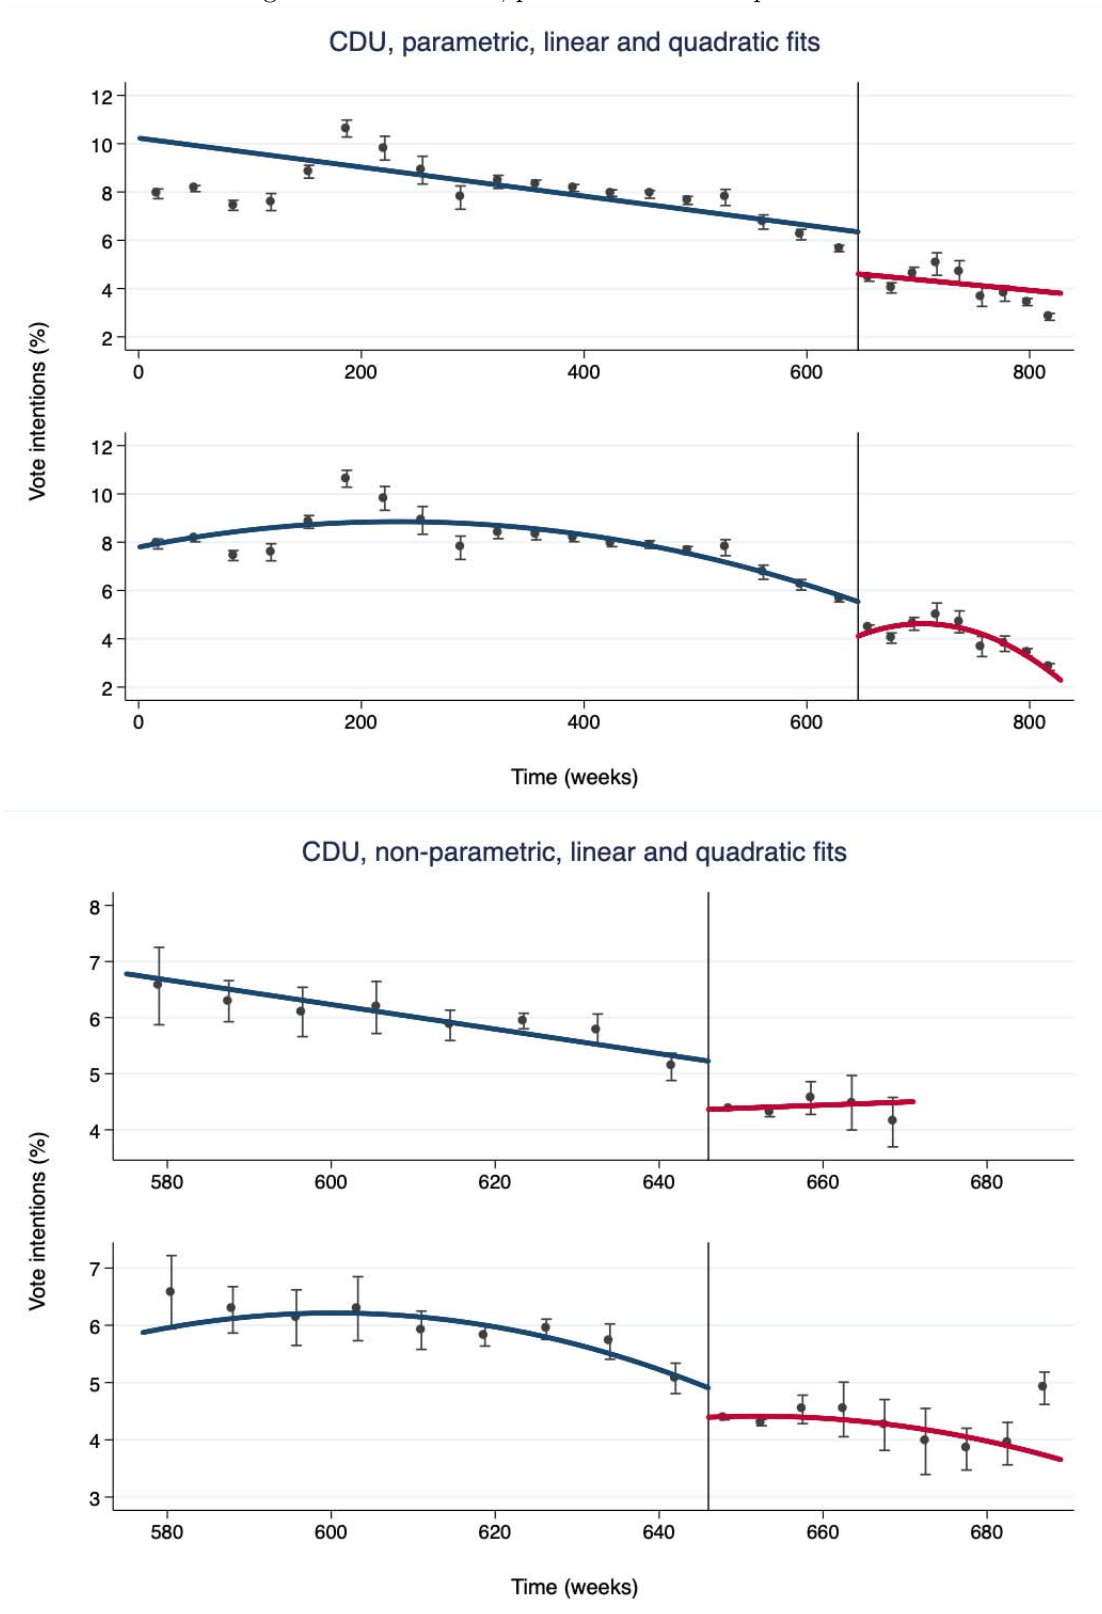 CDU, parametric, linear and quadratic fits
Vote intentions (%)
12
10
8
6
4
2
0 200 400 600 800
12
10
8
6
4
2
0 200 400 600 800
Time (weeks)
CDU, non-parametric, linear and quadratic fits
Vote intentions (%)
8
7
6
5
4
580 600 620 640 660 680
7
6
5
4
3
580 600 620 640 660 680
Time (weeks)